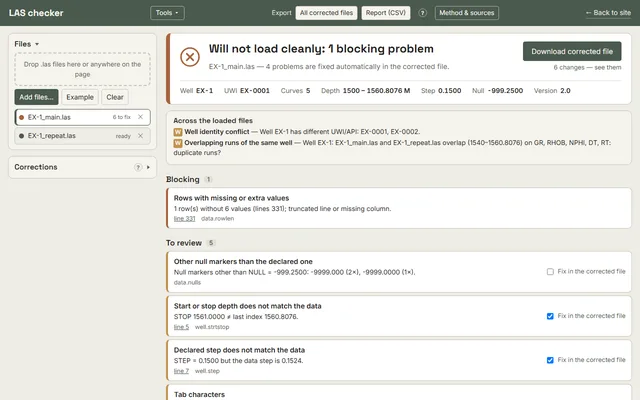 LAS checker
Tools
Export
All corrected files
Report (CSV)
?
Method & sources
← Back to site
Files
Drop .las files here or anywhere on the page
Add files...
Example
Clear
EX-1_main.las
6 to fix
×
EX-1_repeat.las
ready
×
Corrections
?
Will not load cleanly: 1 blocking problem
EX-1_main.las — 4 problems are fixed automatically in the corrected file.
Download corrected file
6 changes — see them
Well EX-1 UWI EX-0001 Curves 5 Depth 1500 – 1560.8076 M Step 0.1500 Null -999.2500 Version 2.0
Across the loaded files
W Well identity conflict — Well EX-1 has different UWI/API: EX-0001, EX-0002.
W Overlapping runs of the same well — Well EX-1: EX-1_main.las and EX-1_repeat.las overlap (1540–1560.8076) on GR, RHOB, NPHI, DT, RT:
duplicate runs?
Blocking 1
Rows with missing or extra values
1 row(s) without 6 values (lines 331); truncated line or missing column.
line 331 data.rowlen
To review 5
Other null markers than the declared one
Null markers other than NULL = -999.2500: -9999.000 (2×), -9999.0000 (1×).
Fix in the corrected file
data.nulls
Start or stop depth does not match the data
STOP 1561.0000 ≠ last index 1560.8076.
Fix in the corrected file
line 5 well.strtstop
Declared step does not match the data
STEP = 0.1500 but the data step is 0.1524.
Fix in the corrected file
line 7 well.step
Tab characters